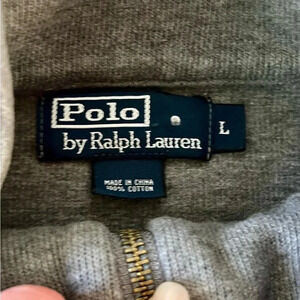 Polo
by Ralph Lauren
L
MADE IN CHINA
100% COTTON